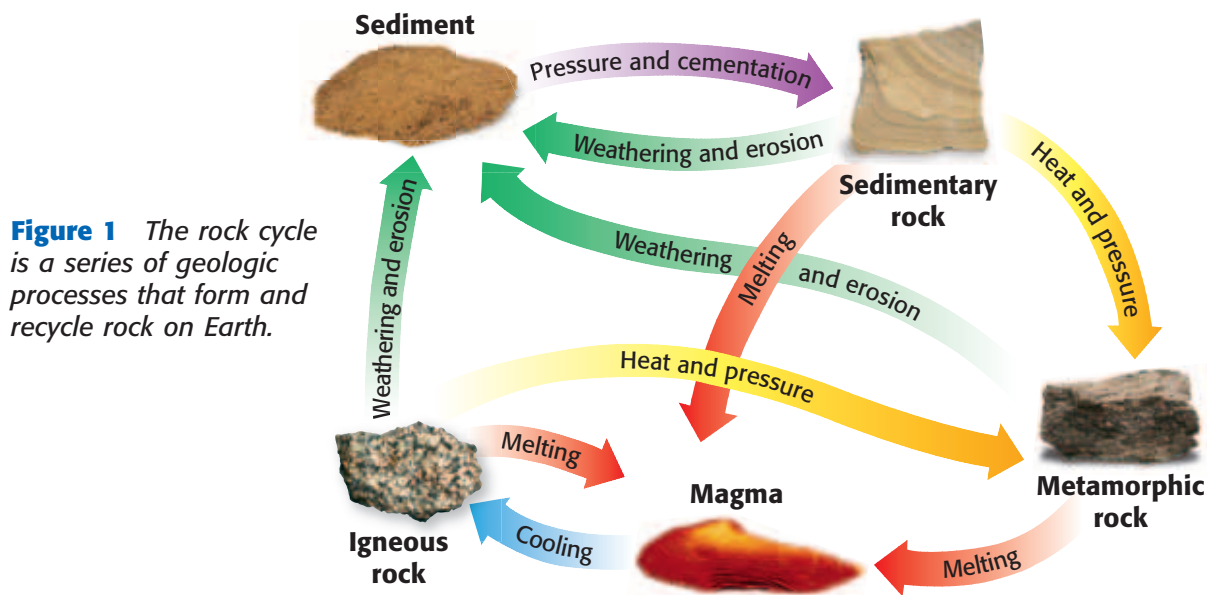 Sediment
Pressure and cementation
Weathering and erosion
Sedimentary
rock
Heat and pressure
Weathering and erosion
Melting
Weathering and erosion
Figure 1 The rock cycle
is a series of geologic
processes that form and
recycle rock on Earth.
Heat and pressure
Melting
Magma
Metamorphic
rock
Igneous
rock
Cooling
Melting